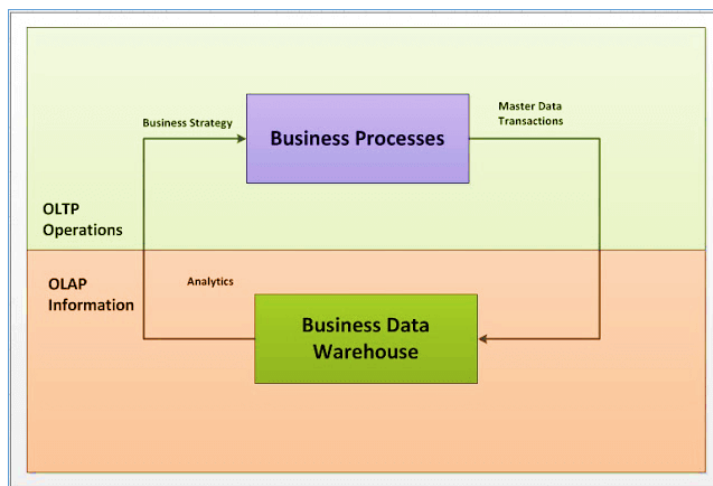 Business Strategy
Business Processes
Master Data
Transactions
OLTP
Operations
OLAP
Information
Analytics
Business Data
Warehouse